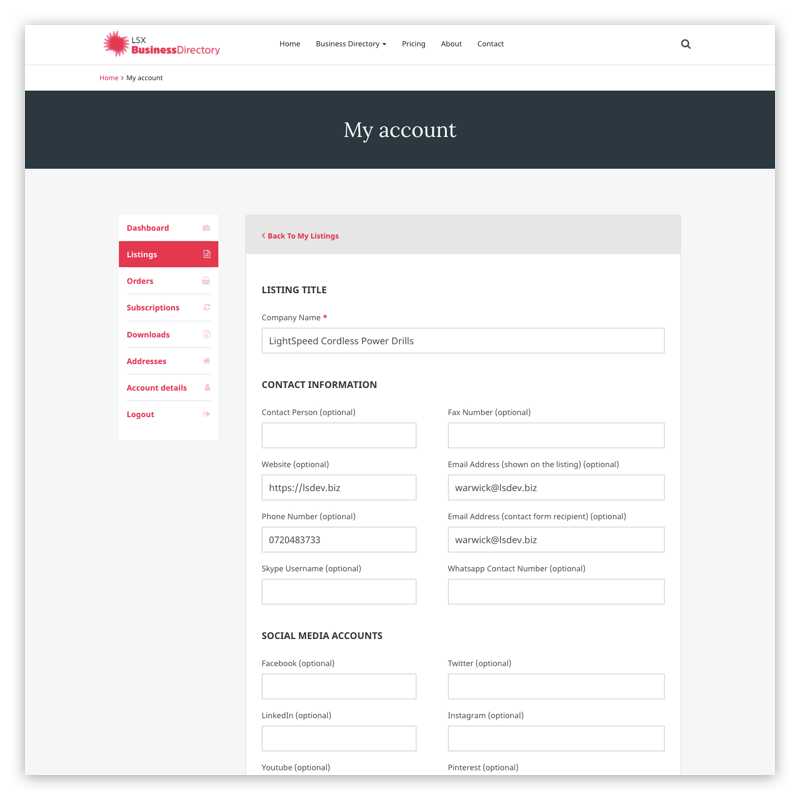 LSX
BusinessDirectory
Home Business Directory Pricing About Contact
Home > My account
My account
Dashboard
Listings
Orders
Subscriptions
Downloads
Addresses
Account details
Logout
< Back To My Listings
LISTING TITLE
Company Name *
LightSpeed Cordless Power Drills
CONTACT INFORMATION
Contact Person (optional) Fax Number (optional)
Website (optional) Email Address (shown on the listing) (optional)
https://lsdev.biz warwick@lsdev.biz
Phone Number (optional) Email Address (contact form recipient) (optional)
0720483733 warwick@lsdev.biz
Skype Username (optional) Whatsapp Contact Number (optional)
SOCIAL MEDIA ACCOUNTS
Facebook (optional) Twitter (optional)
LinkedIn (optional) Instagram (optional)
Youtube (optional) Pinterest (optional)